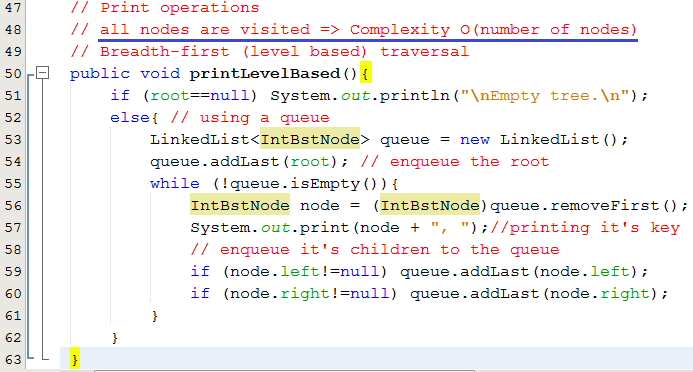 47 // Print operations
48 // all nodes are visited => Complexity O(number of nodes)
49 // Breadth-first (level based) traversal
50 public void printLevelBased(){
51 if (root==null) System.out.println("\nEmpty tree.\n");
52 else{ // using a queue
53 LinkedList<IntBstNode> queue = new LinkedList();
54 queue.addLast(root); // enqueue the root
55 while (!queue.isEmpty()){
56 IntBstNode node = (IntBstNode)queue.removeFirst();
57 System.out.print(node + ", ");//printing it's key
58 // enqueue it's children to the queue
59 if (node.left!=null) queue.addLast(node.left);
60 if (node.right!=null) queue.addLast(node.right);
61 }
62 }
63 }